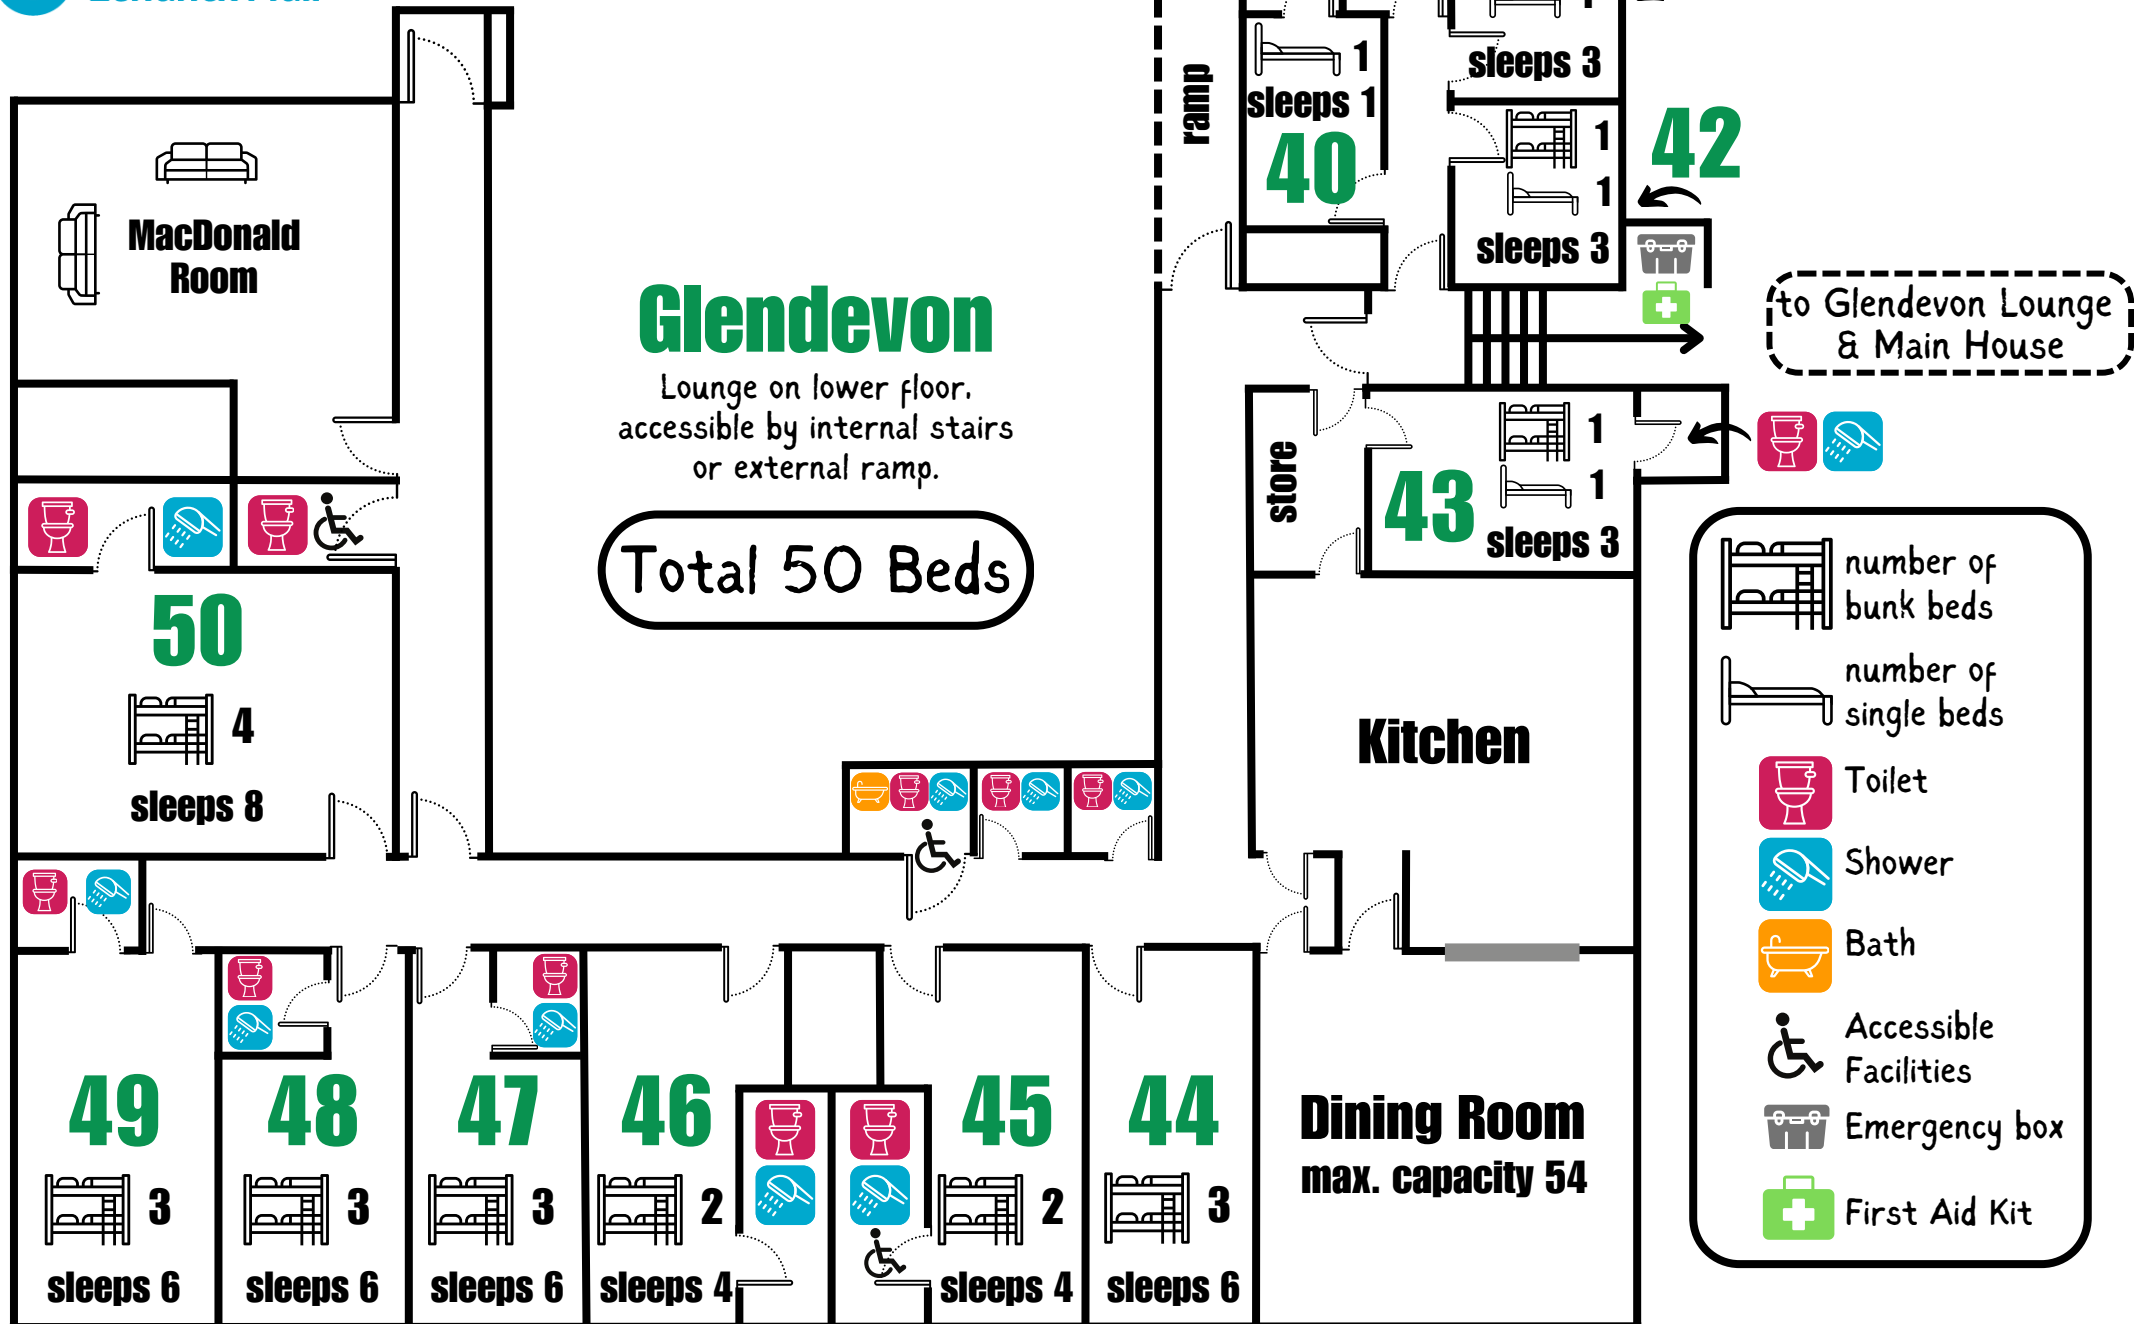 sleeps 3
1
sleeps 1
40
ramp
1
42
1
sleeps 3
MacDonald
Room
Glendevon
Lounge on lower floor,
accessible by internal stairs
or external ramp.
Total 50 Beds
to Glendevon Lounge
& Main House
store
43
1
1
sleeps 3
50
4
sleeps 8
Kitchen
number of
bunk beds
number of
single beds
Toilet
Shower
Bath
Accessible
Facilities
Emergency box
First Aid Kit
49
3
sleeps 6
48
3
sleeps 6
47
3
sleeps 6
46
2
sleeps 4
45
2
sleeps 4
44
3
sleeps 6
Dining Room
max. capacity 54